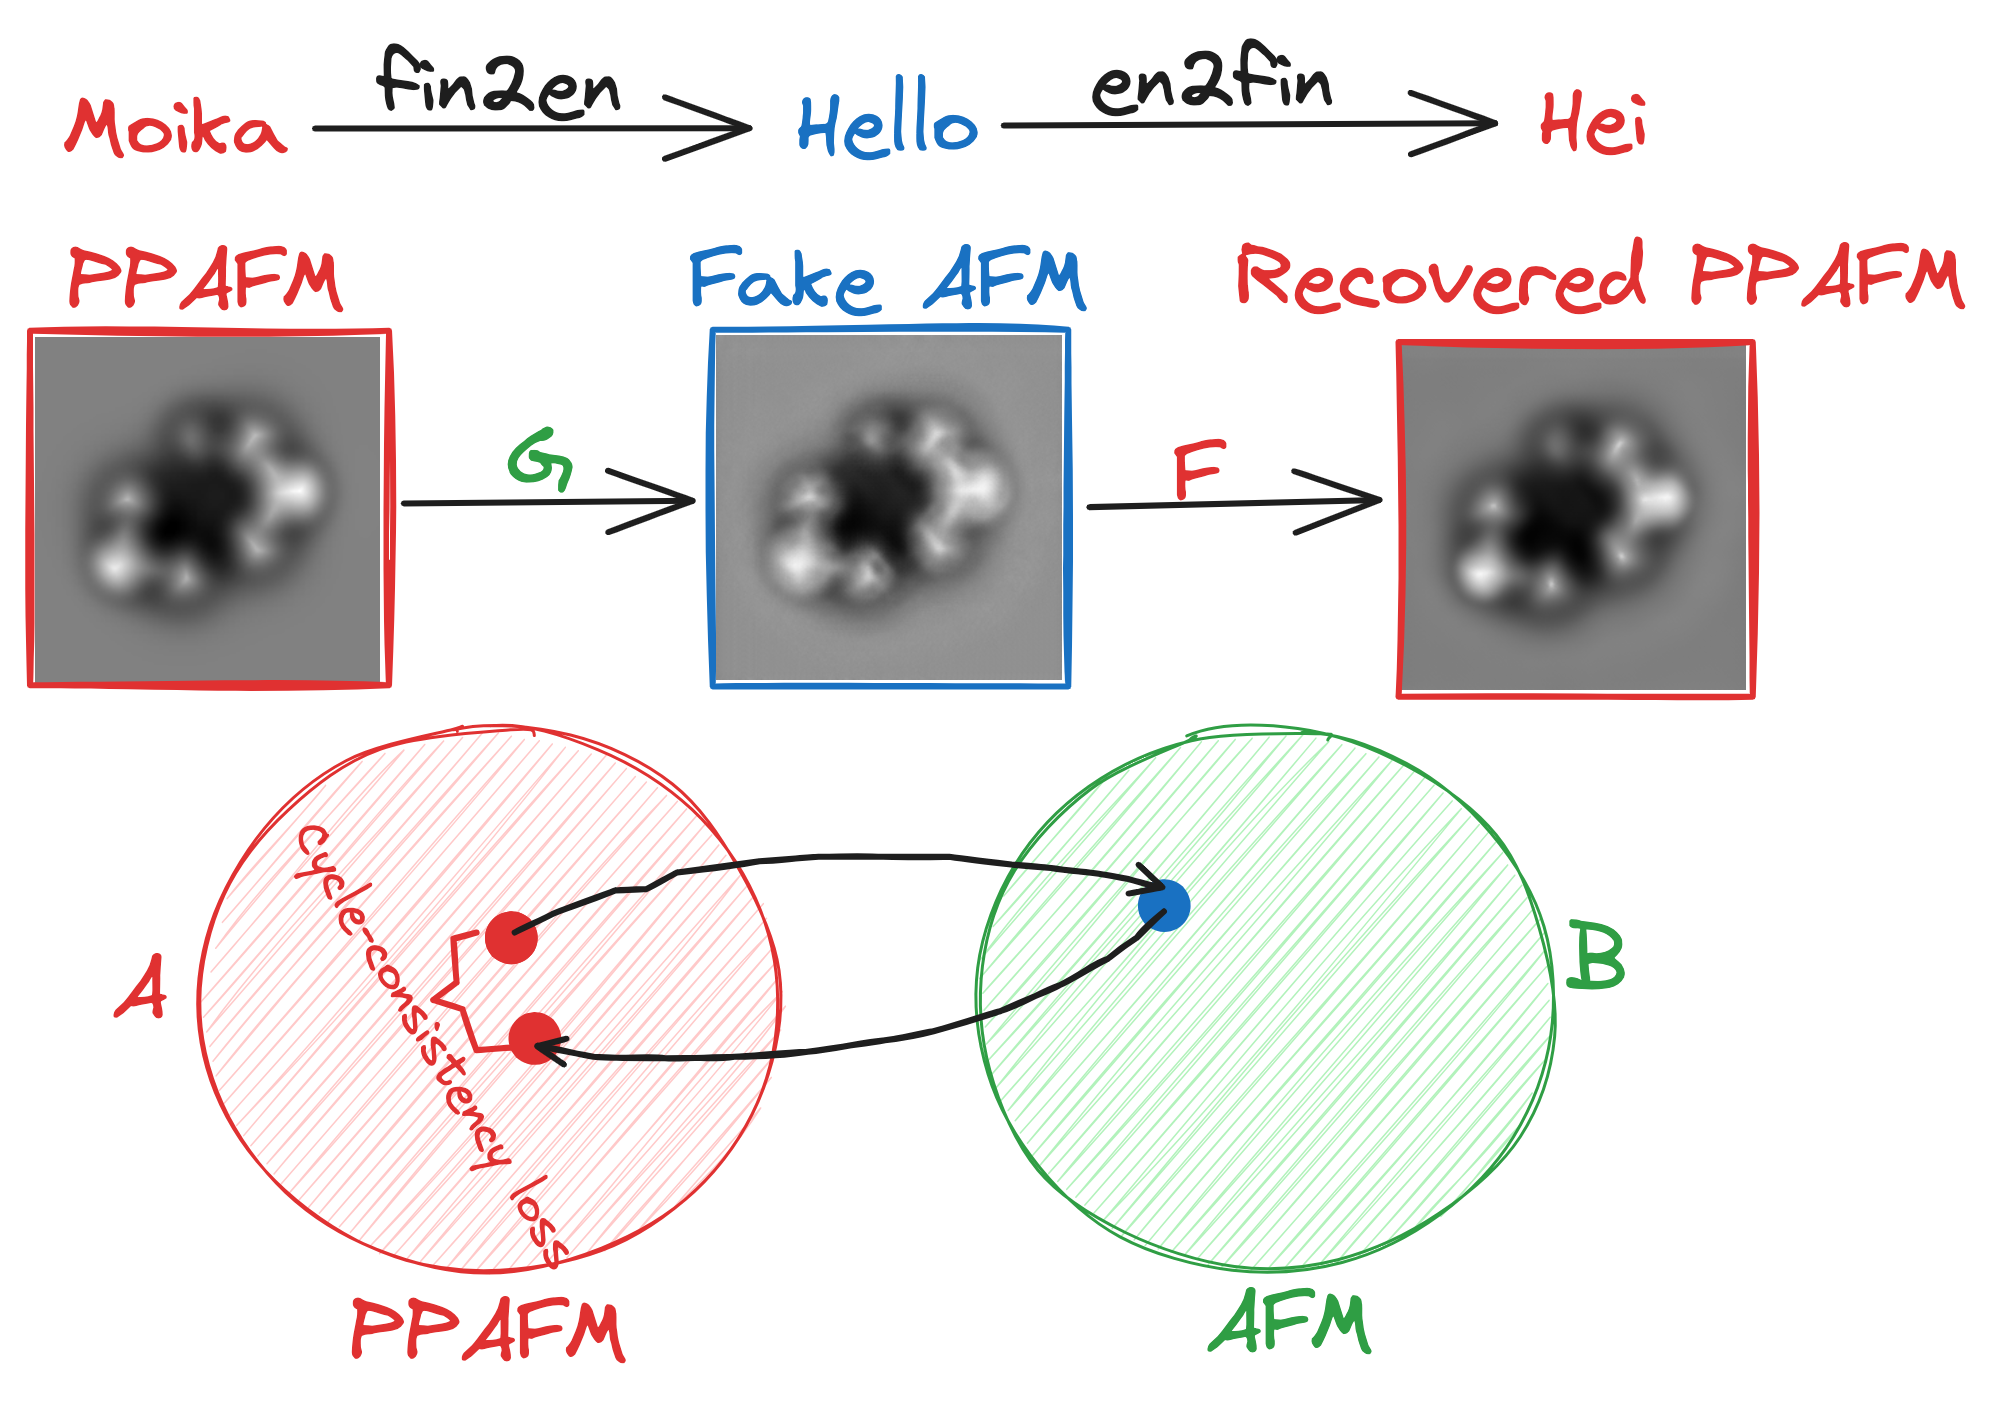 Moika fin2en Hello en2fin Hei
PPAFM Fake AFM Recovered PPAFM
G F
cycle-consistency loss
A B
PPAFM AFM